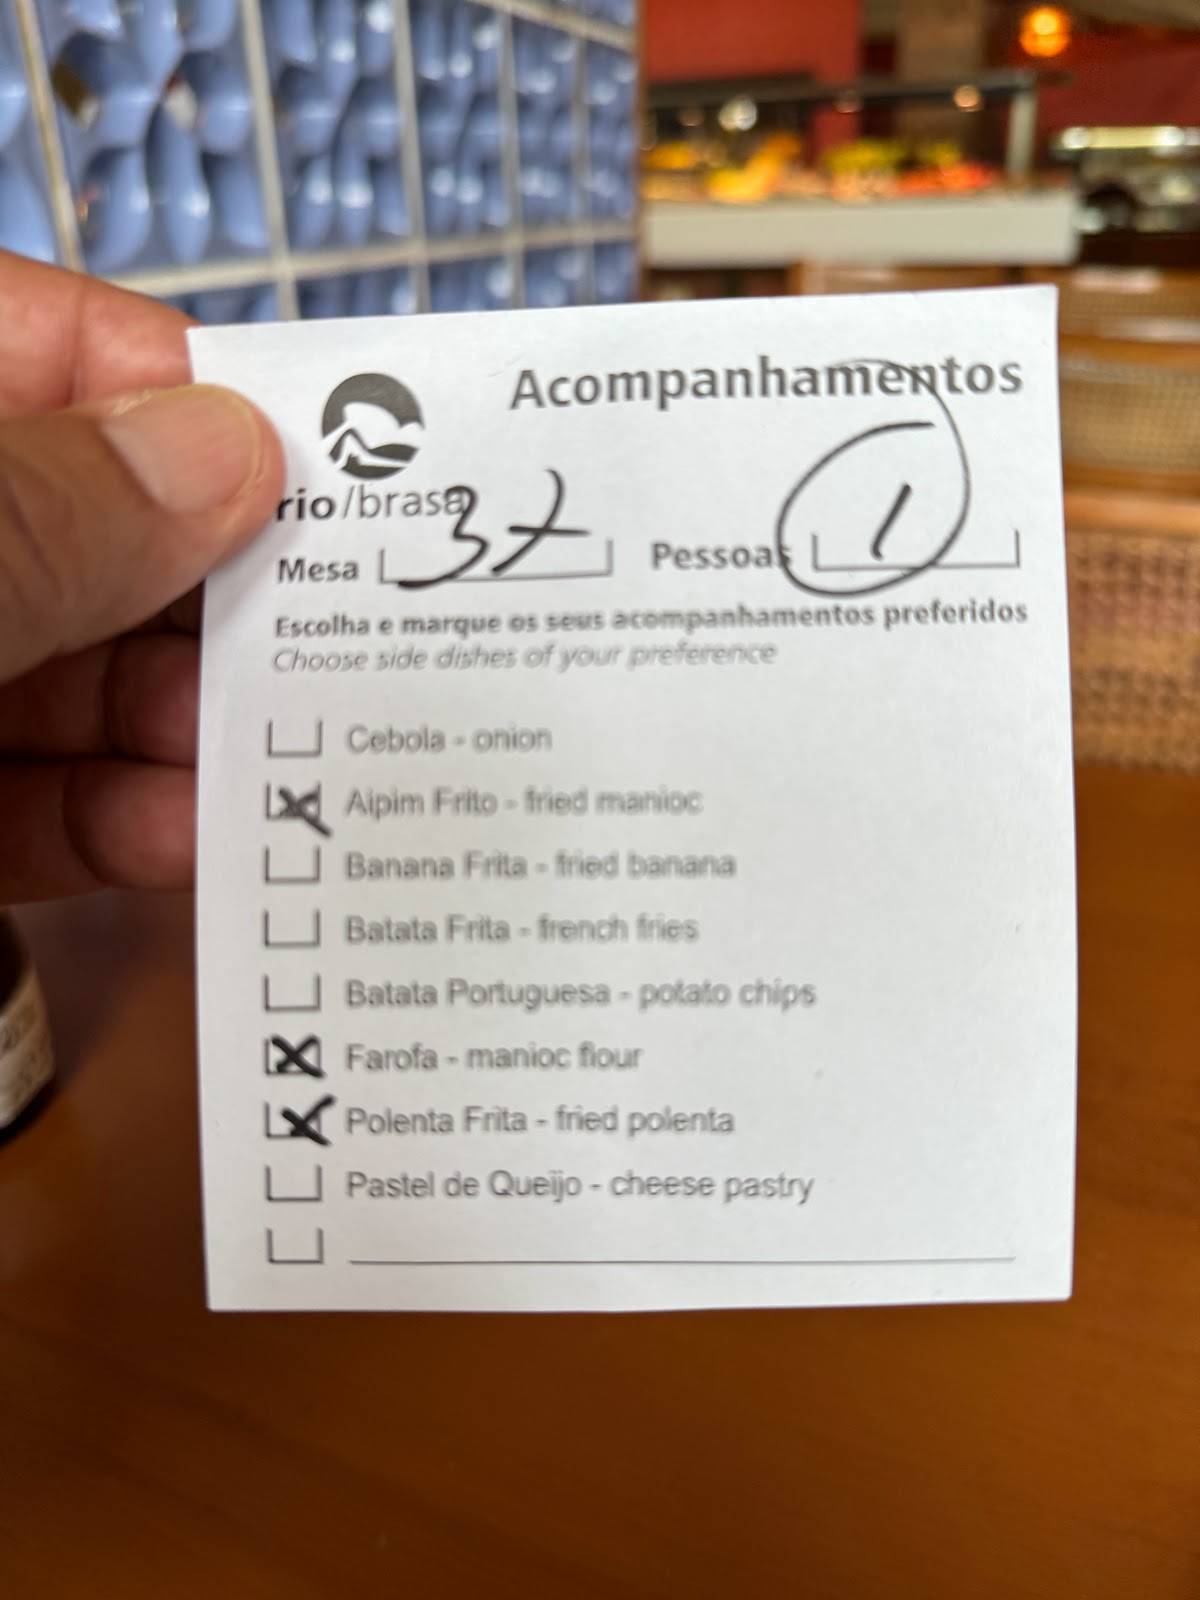 Acompanhamentos
rio/brasa
Mesa 37 Pessoas 1
Escolha e marque os seus acompanhamentos preferidos
Choose side dishes of your preference
Cebola - onion
Aipim Frito - fried manioc
Banana Frita - fried banana
Batata Frita - french fries
Batata Portuguesa - potato chips
Farofa - manioc flour
Polenta Frita - fried polenta
Pastel de Queijo - cheese pastry